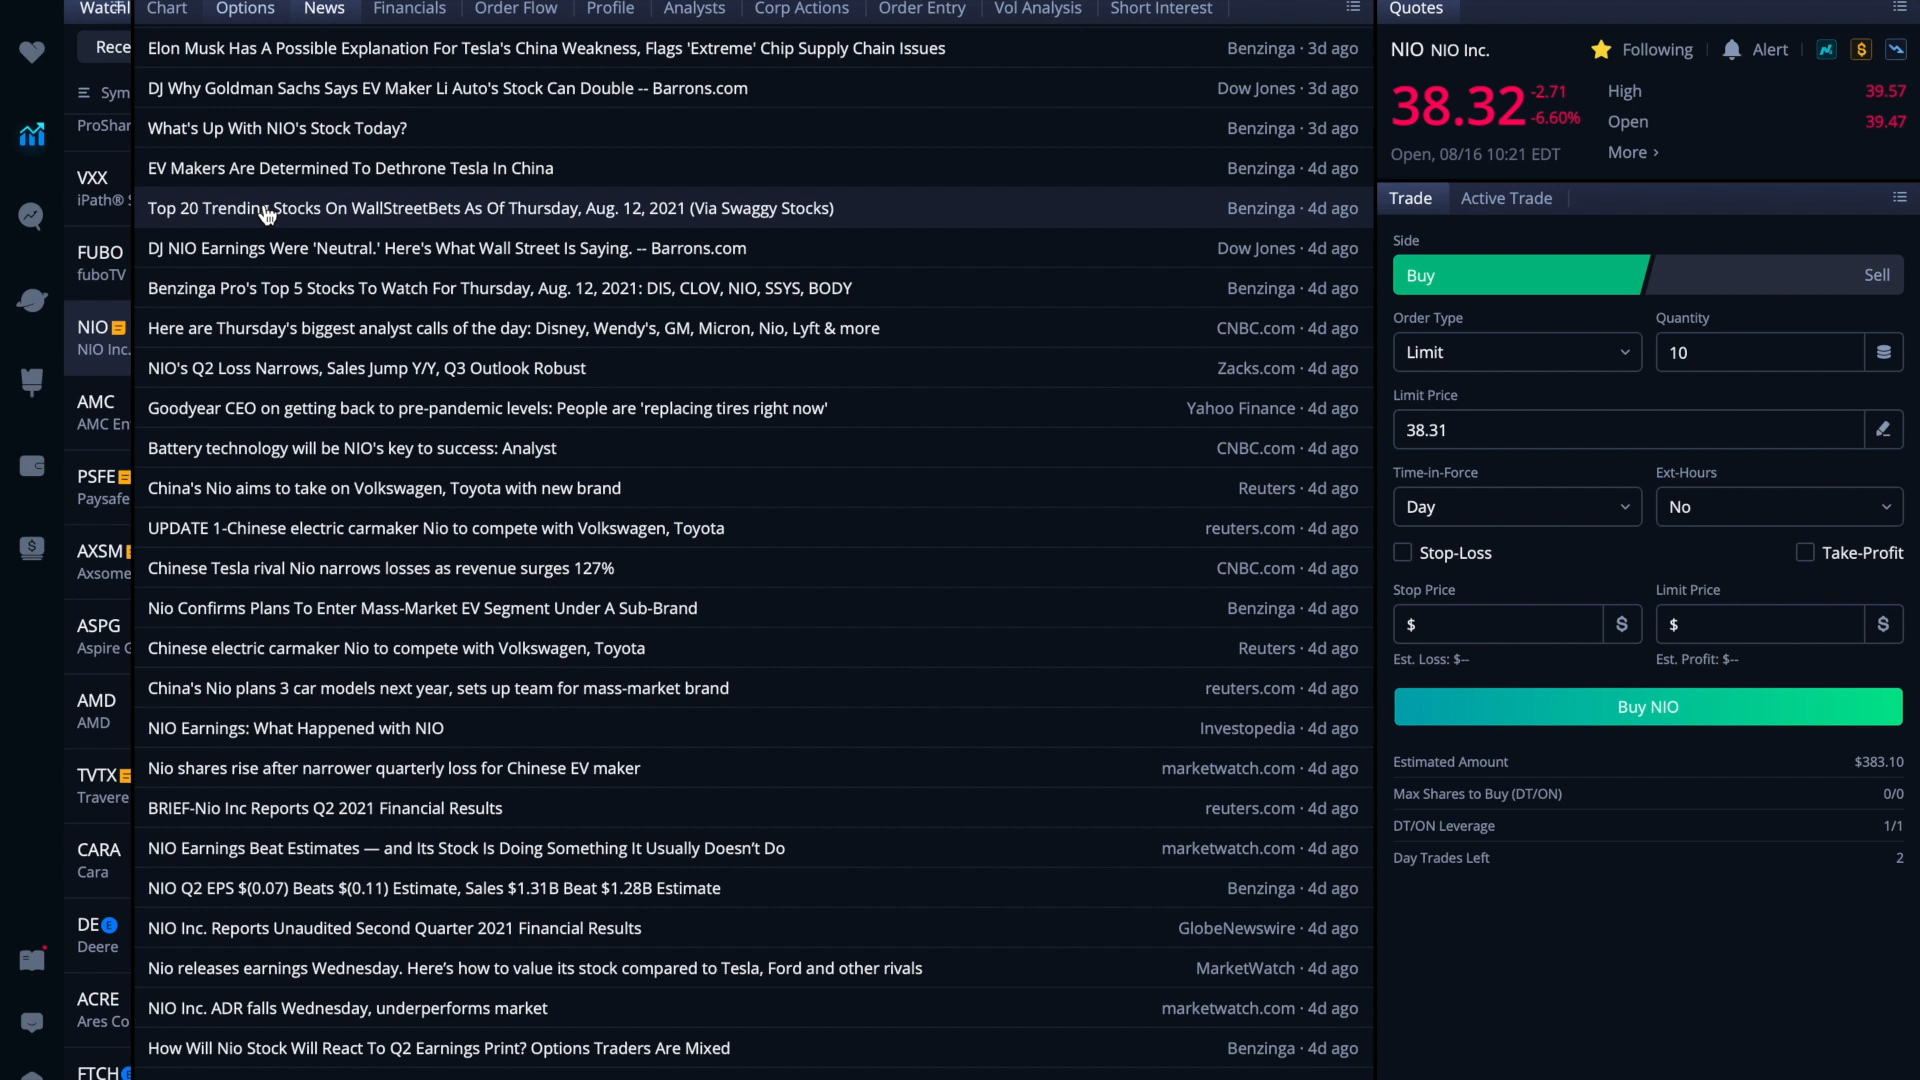 Watchl
Chart
Options
News
Financials
Order Flow
Profile
Analysts
Corp Actions
Order Entry
Vol Analysis
Short Interest
Rece
Sym
ProShar
VXX
iPath® S
FUBO
fuboTV
NIO
NIO Inc.
AMC
AMC En
PSFE
Paysafe
AXSM
Axsome
ASPG
Aspire G
AMD
AMD
TVTX
Travere
CARA
Cara
DE E
Deere
ACRE
Ares Co
FTCH
Elon Musk Has A Possible Explanation For Tesla's China Weakness, Flags 'Extreme' Chip Supply Chain Issues Benzinga · 3d ago
DJ Why Goldman Sachs Says EV Maker Li Auto's Stock Can Double -- Barrons.com Dow Jones · 3d ago
What's Up With NIO's Stock Today? Benzinga · 3d ago
EV Makers Are Determined To Dethrone Tesla In China Benzinga · 4d ago
Top 20 Trending Stocks On WallStreetBets As Of Thursday, Aug. 12, 2021 (Via Swaggy Stocks) Benzinga · 4d ago
DJ NIO Earnings Were 'Neutral.' Here's What Wall Street Is Saying. -- Barrons.com Dow Jones · 4d ago
Benzinga Pro's Top 5 Stocks To Watch For Thursday, Aug. 12, 2021: DIS, CLOV, NIO, SSYS, BODY Benzinga · 4d ago
Here are Thursday's biggest analyst calls of the day: Disney, Wendy's, GM, Micron, Nio, Lyft & more CNBC.com · 4d ago
NIO's Q2 Loss Narrows, Sales Jump Y/Y, Q3 Outlook Robust Zacks.com · 4d ago
Goodyear CEO on getting back to pre-pandemic levels: People are 'replacing tires right now' Yahoo Finance · 4d ago
Battery technology will be NIO's key to success: Analyst CNBC.com · 4d ago
China's Nio aims to take on Volkswagen, Toyota with new brand Reuters · 4d ago
UPDATE 1-Chinese electric carmaker Nio to compete with Volkswagen, Toyota reuters.com · 4d ago
Chinese Tesla rival Nio narrows losses as revenue surges 127% CNBC.com · 4d ago
Nio Confirms Plans To Enter Mass-Market EV Segment Under A Sub-Brand Benzinga · 4d ago
Chinese electric carmaker Nio to compete with Volkswagen, Toyota Reuters · 4d ago
China's Nio plans 3 car models next year, sets up team for mass-market brand reuters.com · 4d ago
NIO Earnings: What Happened with NIO Investopedia · 4d ago
Nio shares rise after narrower quarterly loss for Chinese EV maker marketwatch.com · 4d ago
BRIEF-Nio Inc Reports Q2 2021 Financial Results reuters.com · 4d ago
NIO Earnings Beat Estimates — and Its Stock Is Doing Something It Usually Doesn’t Do marketwatch.com · 4d ago
NIO Q2 EPS $(0.07) Beats $(0.11) Estimate, Sales $1.31B Beat $1.28B Estimate Benzinga · 4d ago
NIO Inc. Reports Unaudited Second Quarter 2021 Financial Results GlobeNewswire · 4d ago
Nio releases earnings Wednesday. Here’s how to value its stock compared to Tesla, Ford and other rivals MarketWatch · 4d ago
NIO Inc. ADR falls Wednesday, underperforms market marketwatch.com · 4d ago
How Will Nio Stock Will React To Q2 Earnings Print? Options Traders Are Mixed Benzinga · 4d ago
Quotes
NIO NIO Inc. Following Alert $
38.32 -2.71 -6.60%
High 39.57
Open 39.47
Open, 08/16 10:21 EDT More ›
Trade Active Trade
Side
Buy Sell
Order Type Quantity
Limit 10
Limit Price
38.31
Time-in-Force Ext-Hours
Day No
Stop-Loss Take-Profit
Stop Price Limit Price
$ $ $ $
Est. Loss: $-- Est. Profit: $--
Buy NIO
Estimated Amount $383.10
Max Shares to Buy (DT/ON) 0/0
DT/ON Leverage 1/1
Day Trades Left 2